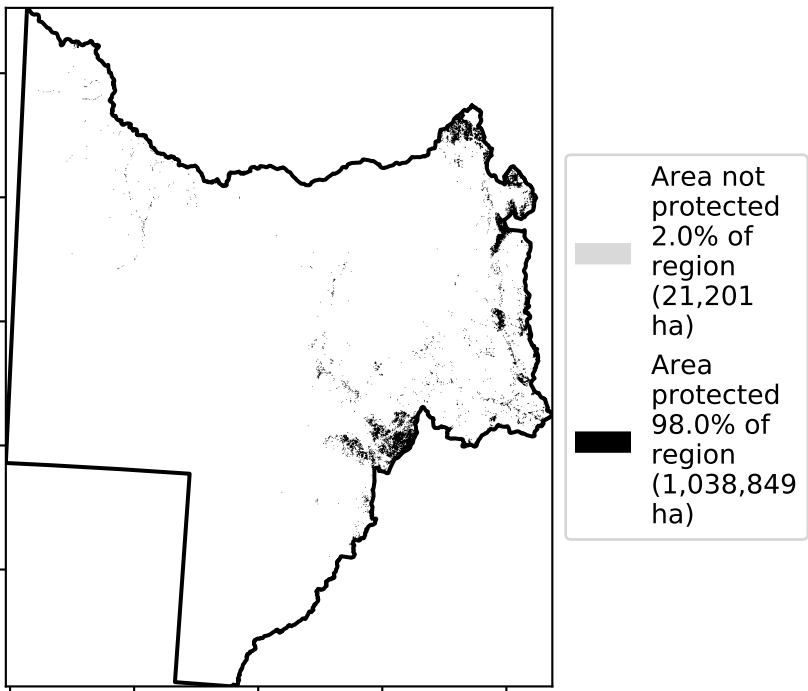 Area not
protected
2.0% of
region
(21,201
ha)
Area
protected
98.0% of
region
(1,038,849
ha)